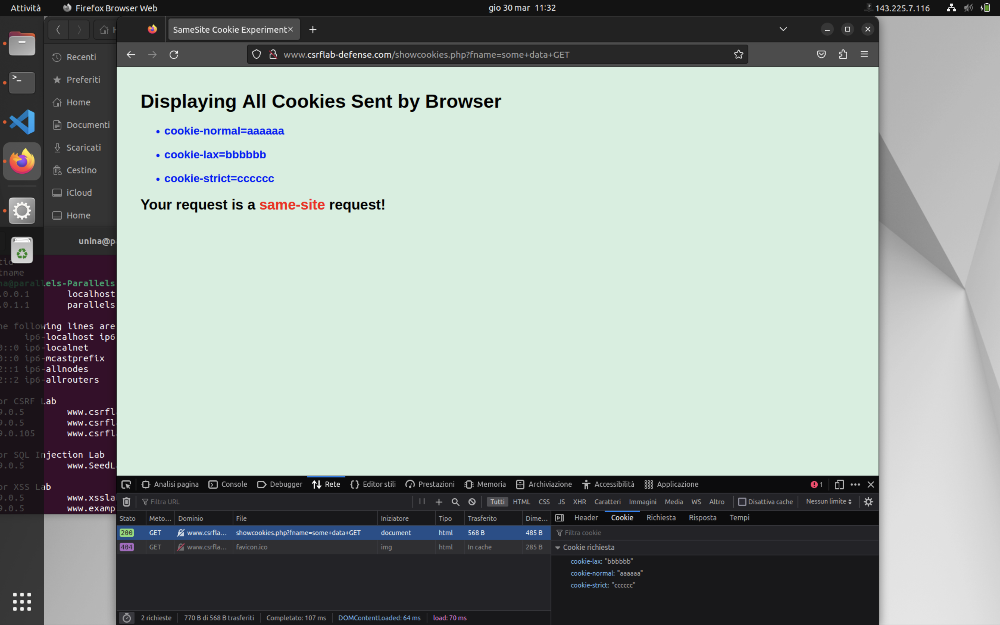 Attività
Firefox Browser Web
gio 30 mar 11:32
143.225.7.116
SameSite Cookie Experiment
www.csrflab-defense.com/showcookies.php?fname=some+data+GET
Recenti
Preferiti
Home
Documenti
Scaricati
Cestino
iCloud
Home
Displaying All Cookies Sent by Browser
• cookie-normal=aaaaaa
• cookie-lax=bbbbbb
• cookie-strict=cccccc
Your request is a same-site request!
unina@p
tname
na@parallels-Parallels
.0.0.1 localhost
.0.1.1 parallels
he following lines are
ip6-localhost ip6
0::0 ip6-localnet
0::0 ip6-mcastprefix
2::1 ip6-allnodes
2::2 ip6-allrouters
or CSRF Lab
9.0.5 www.csrfl
9.0.5 www.csrfl
9.0.105 www.csrfl
or SQL Injection Lab
9.0.5 www.SeedL
or XSS Lab
9.0.5 www.xssla
9.0.5 www.examp
Analisi pagina Console Debugger Rete Editor stili Prestazioni Memoria Archiviazione Accessibilità Applicazione 1
Filtra URL Tutti HTML CSS JS XHR Caratteri Immagini Media WS Altro Disattiva cache Nessun limite
Stato Meto... Dominio File Iniziatore Tipo Trasferito Dime...
200 GET www.csrfla... showcookies.php?fname=some+data+GET document html 568 B 485 B
404 GET www.csrfla... favicon.ico img html In cache 285 B
Header Cookie Richiesta Risposta Tempi
Filtra cookie
Cookie richiesta
cookie-lax: "bbbbbb"
cookie-normal: "aaaaaa"
cookie-strict: "cccccc"
2 richieste 770 B di 568 B trasferiti Completato: 107 ms DOMContentLoaded: 64 ms load: 70 ms